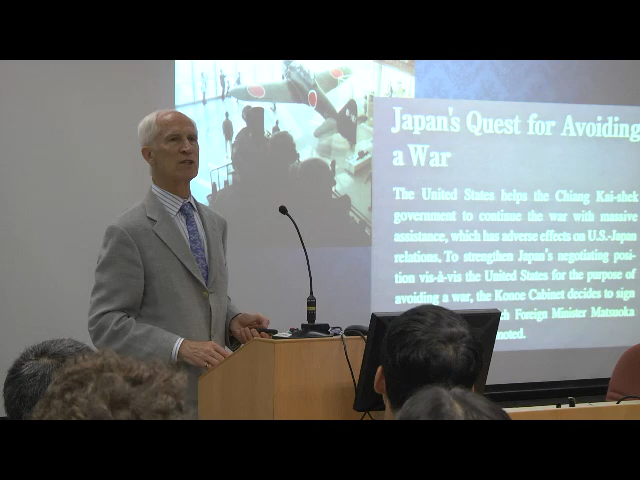 Japan's Quest for Avoiding
a War
The United States helps the Chiang Kai-shek
government to continue the war with massive
assistance, which has adverse effects on U.S.-Japan
relations. To strengthen Japan's negotiating posi-
tion vis-à-vis the United States for the purpose of
avoiding a war, the Konoe Cabinet decides to sign
ch Foreign Minister Matsuoka
moted.